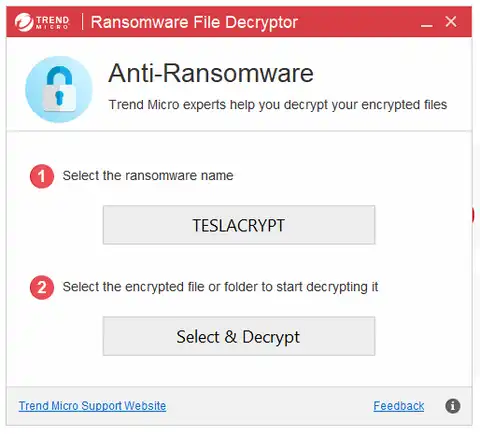 TREND MICRO | Ransomware File Decryptor
Anti-Ransomware
Trend Micro experts help you decrypt your encrypted files
1 Select the ransomware name
TESLACRYPT
2 Select the encrypted file or folder to start decrypting it
Select & Decrypt
Trend Micro Support Website Feedback i